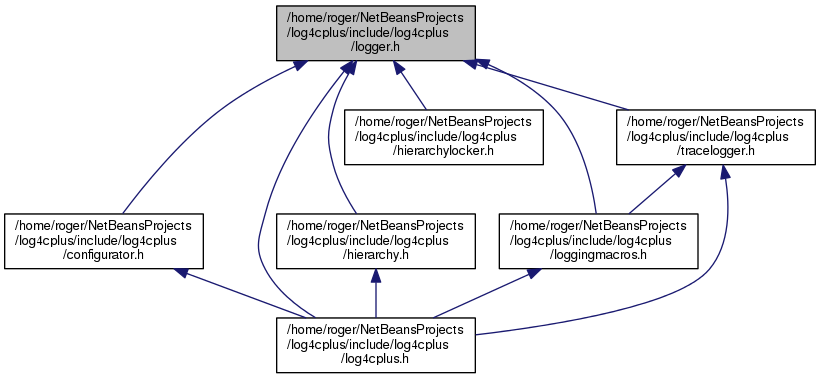 /home/roger/NetBeansProjects
/log4cplus/include/log4cplus
/logger.h
/home/roger/NetBeansProjects
/log4cplus/include/log4cplus
/hierarchylocker.h
/home/roger/NetBeansProjects
/log4cplus/include/log4cplus
/tracelogger.h
/home/roger/NetBeansProjects
/log4cplus/include/log4cplus
/configurator.h
/home/roger/NetBeansProjects
/log4cplus/include/log4cplus
/hierarchy.h
/home/roger/NetBeansProjects
/log4cplus/include/log4cplus
/loggingmacros.h
/home/roger/NetBeansProjects
/log4cplus/include/log4cplus
/log4cplus.h